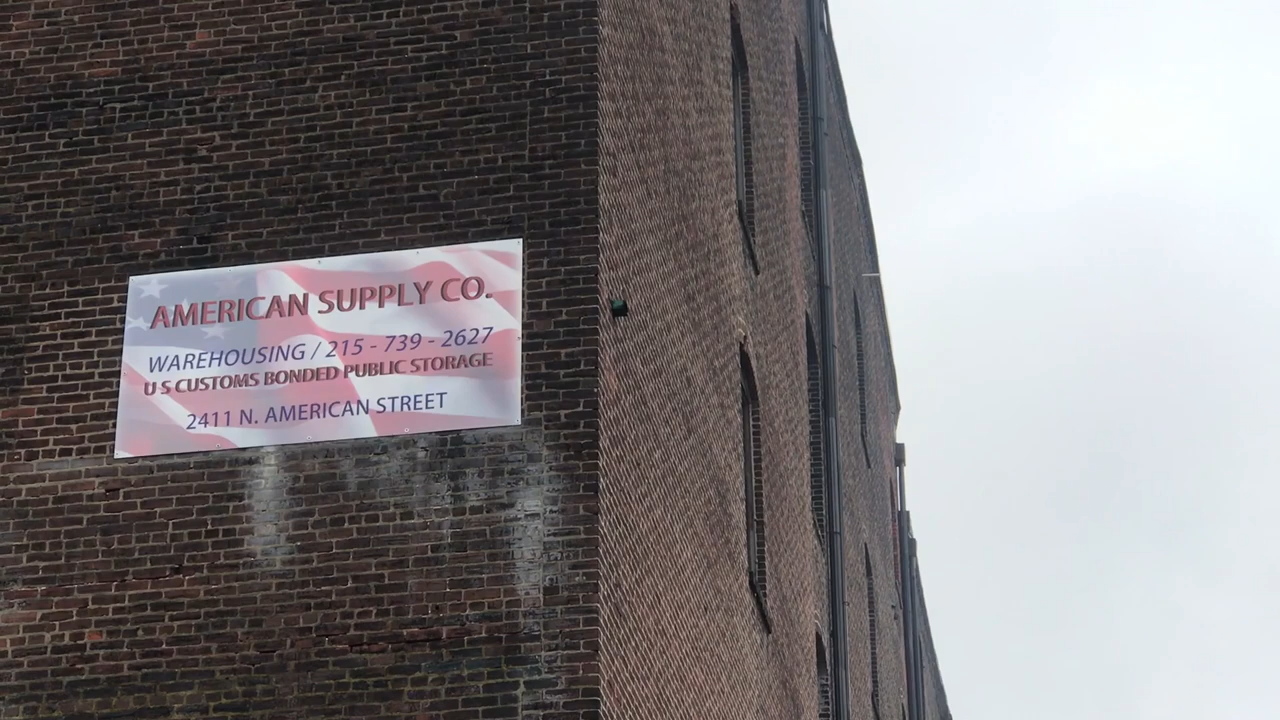 AMERICAN SUPPLY CO.
WAREHOUSING / 215 - 739 - 2627
U S CUSTOMS BONDED PUBLIC STORAGE
2411 N. AMERICAN STREET